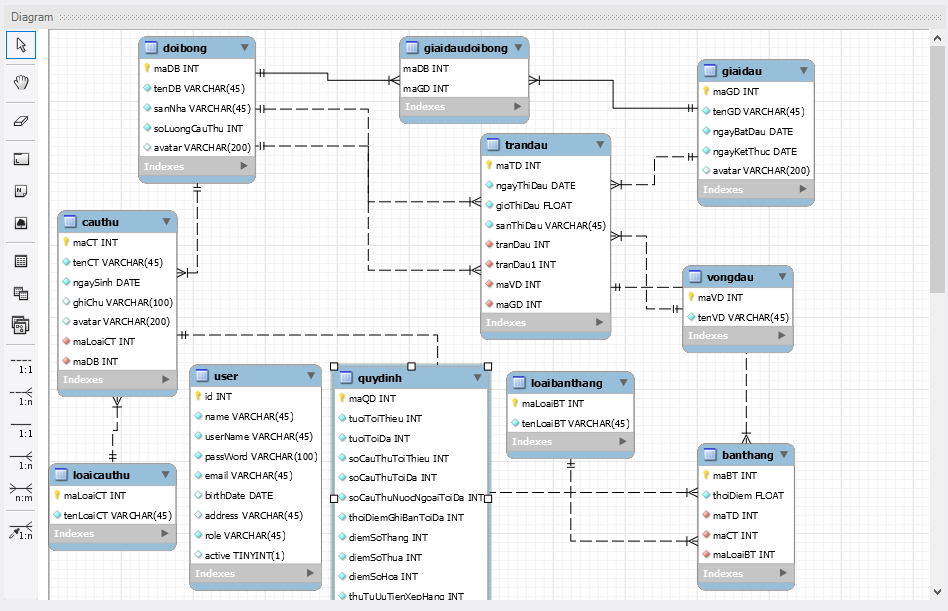 Diagram
doibong
maDB INT
tenDB VARCHAR(45)
sanNha VARCHAR(45)
soLuongCauThu INT
avatar VARCHAR(200)
Indexes
giaidaudoibong
maDB INT
maGD INT
Indexes
giaidau
maGD INT
tenGD VARCHAR(45)
ngayBatDau DATE
ngayKetThuc DATE
avatar VARCHAR(200)
Indexes
trandau
maTD INT
ngayThiDau DATE
gioThiDau FLOAT
sanThiDau VARCHAR(45)
tranDau INT
tranDau1 INT
maVD INT
maGD INT
Indexes
cauthu
maCT INT
tenCT VARCHAR(45)
ngaySinh DATE
ghiChu VARCHAR(100)
avatar VARCHAR(200)
maLoaiCT INT
maDB INT
Indexes
vongdau
maVD INT
tenVD VARCHAR(45)
Indexes
user
id INT
name VARCHAR(45)
userName VARCHAR(45)
passWord VARCHAR(100)
email VARCHAR(45)
birthDate DATE
address VARCHAR(45)
role VARCHAR(45)
active TINYINT(1)
Indexes
quydinh
maQD INT
tuoiToiThieu INT
tuoiToiDa INT
soCauThuToiThieu INT
soCauThuToiDa INT
soCauThuNuocNgoaiToiDa INT
thoiDiemGhiBanToiDa INT
diemSoThang INT
diemSoThua INT
diemSoHoa INT
thuTuUuTienXepHang INT
loaibanthang
maLoaiBT INT
tenLoaiBT VARCHAR(45)
Indexes
loaicauthu
maLoaiCT INT
tenLoaiCT VARCHAR(45)
Indexes
banthang
maBT INT
thoiDiem FLOAT
maTD INT
maCT INT
maLoaiBT INT
Indexes
1:1
1:n
1:1
1:n
n:m
1:n